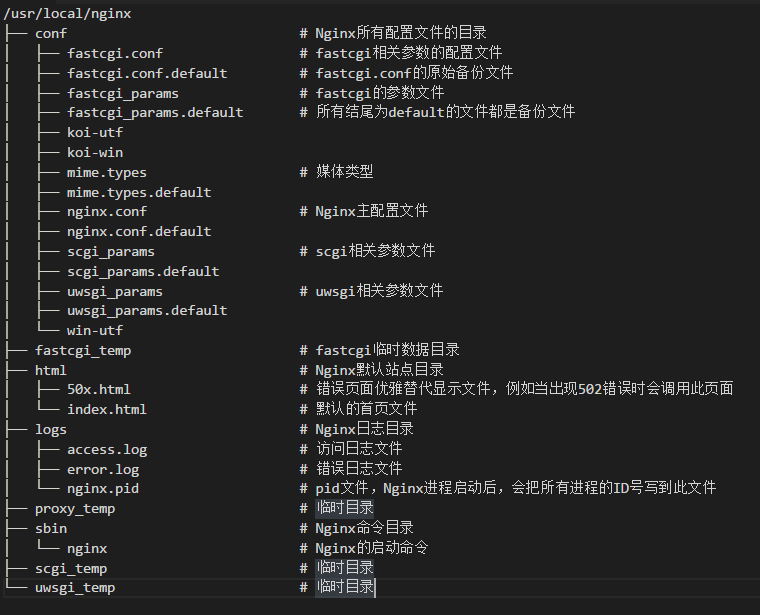 /usr/local/nginx
├── conf                             # Nginx所有配置文件的目录
│   ├── fastcgi.conf                 # fastcgi相关参数的配置文件
│   ├── fastcgi.conf.default         # fastcgi.conf的原始备份文件
│   ├── fastcgi_params               # fastcgi的参数文件
│   ├── fastcgi_params.default       # 所有结尾为default的文件都是备份文件
│   ├── koi-utf
│   ├── koi-win
│   ├── mime.types                   # 媒体类型
│   ├── mime.types.default
│   ├── nginx.conf                   # Nginx主配置文件
│   ├── nginx.conf.default
│   ├── scgi_params                  # scgi相关参数文件
│   ├── scgi_params.default
│   ├── uwsgi_params                 # uwsgi相关参数文件
│   ├── uwsgi_params.default
│   └── win-utf
├── fastcgi_temp                     # fastcgi临时数据目录
├── html                             # Nginx默认站点目录
│   ├── 50x.html                     # 错误页面优雅替代显示文件，例如当出现502错误时会调用此页面
│   └── index.html                   # 默认的首页文件
├── logs                             # Nginx日志目录
│   ├── access.log                   # 访问日志文件
│   ├── error.log                    # 错误日志文件
│   └── nginx.pid                    # pid文件，Nginx进程启动后，会把所有进程的ID号写到此文件
├── proxy_temp                       # 临时目录
├── sbin                             # Nginx命令目录
│   └── nginx                        # Nginx的启动命令
├── scgi_temp                        # 临时目录
└── uwsgi_temp                       # 临时目录